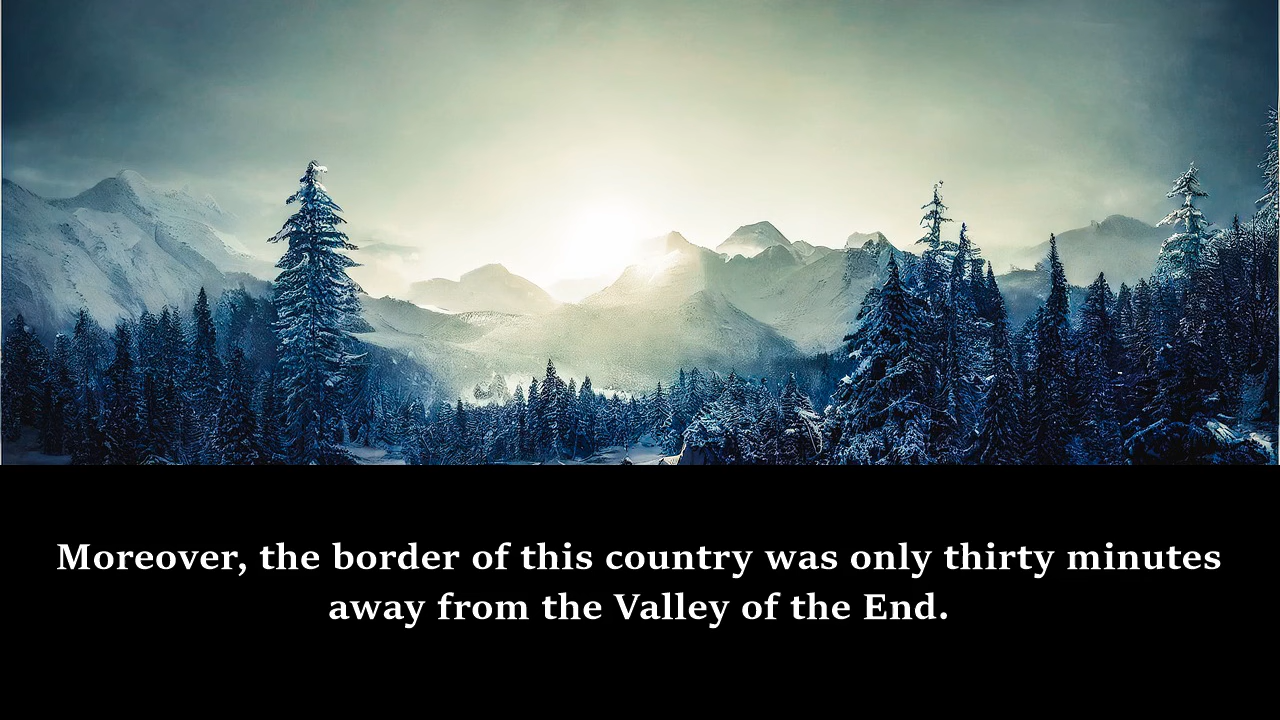 Moreover, the border of this country was only thirty minutes
away from the Valley of the End.